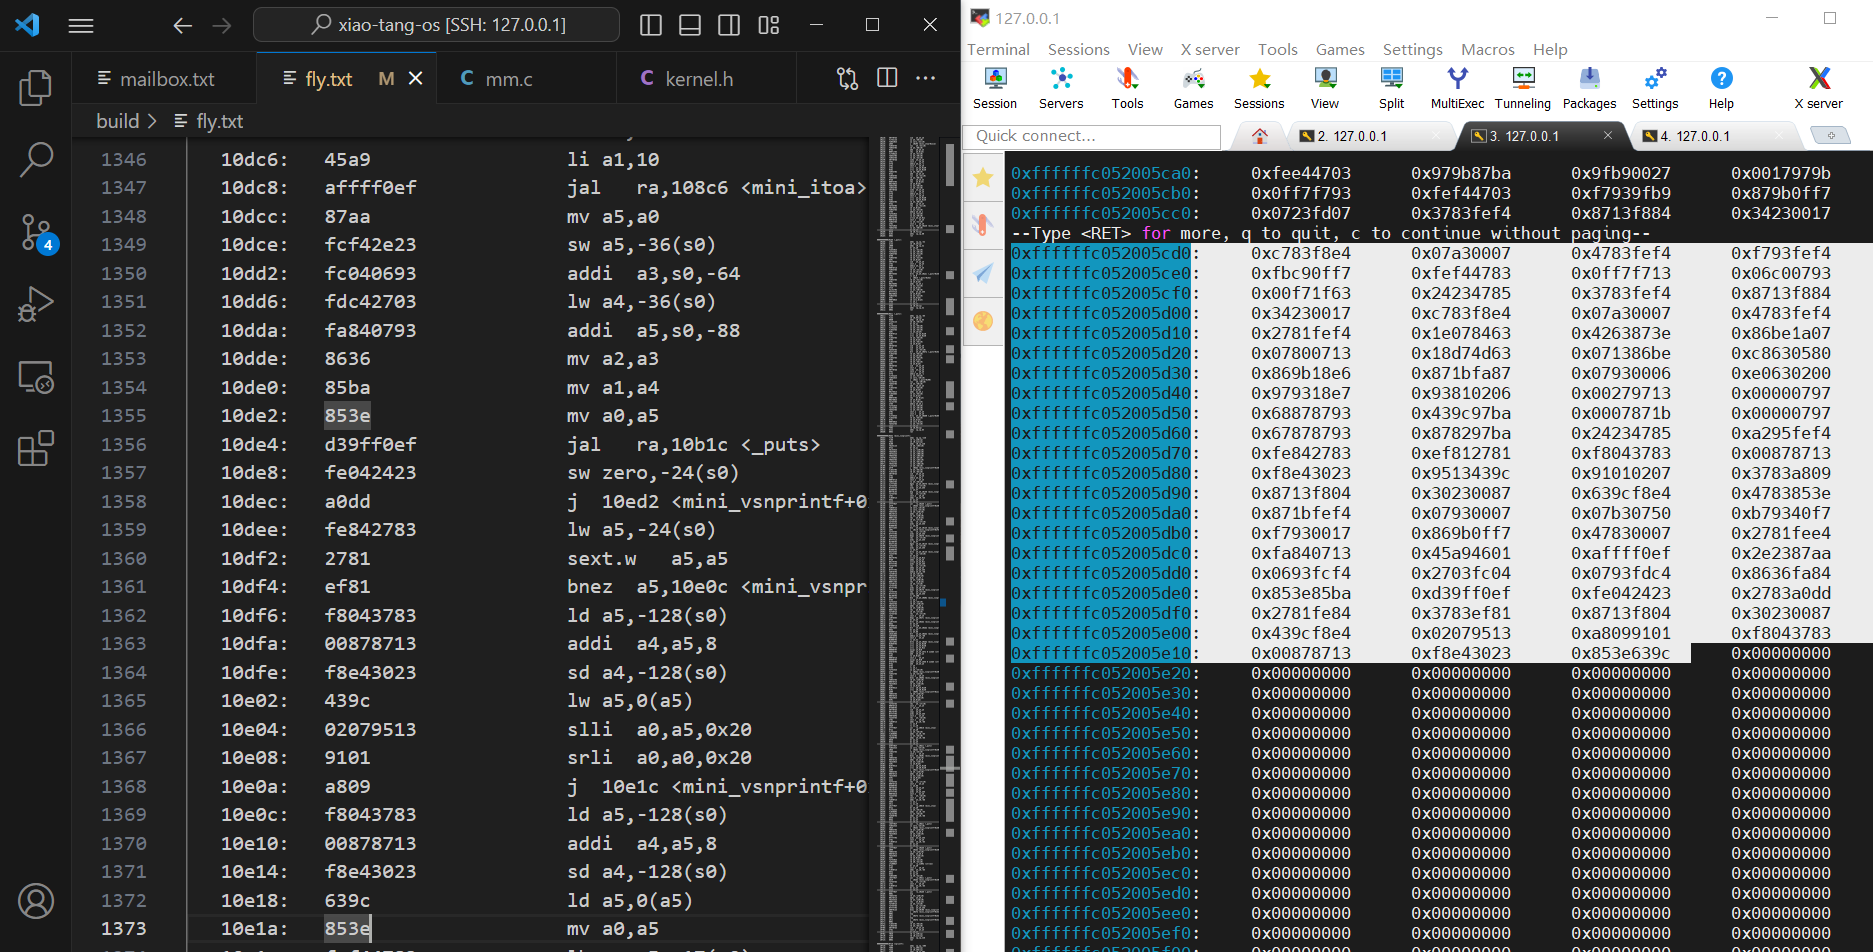 xiao-tang-os [SSH: 127.0.0.1]
mailbox.txt
fly.txt M
C mm.c
C kernel.h
build > fly.txt
4
1346 10dc6: 45a9 li a1,10
1347 10dc8: affff0ef jal ra,108c6 <mini_itoa>
1348 10dcc: 87aa mv a5,a0
1349 10dce: fcf42e23 sw a5,-36(s0)
1350 10dd2: fc040693 addi a3,s0,-64
1351 10dd6: fdc42703 lw a4,-36(s0)
1352 10dda: fa840793 addi a5,s0,-88
1353 10dde: 8636 mv a2,a3
1354 10de0: 85ba mv a1,a4
1355 10de2: 853e mv a0,a5
1356 10de4: d39ff0ef jal ra,10b1c <_puts>
1357 10de8: fe042423 sw zero,-24(s0)
1358 10dec: a0dd j 10ed2 <mini_vsnprintf+0
1359 10dee: fe842783 lw a5,-24(s0)
1360 10df2: 2781 sext.w a5,a5
1361 10df4: ef81 bnez a5,10e0c <mini_vsnpr
1362 10df6: f8043783 ld a5,-128(s0)
1363 10dfa: 00878713 addi a4,a5,8
1364 10dfe: f8e43023 sd a4,-128(s0)
1365 10e02: 439c lw a5,0(a5)
1366 10e04: 02079513 slli a0,a5,0x20
1367 10e08: 9101 srli a0,a0,0x20
1368 10e0a: a809 j 10e1c <mini_vsnprintf+0
1369 10e0c: f8043783 ld a5,-128(s0)
1370 10e10: 00878713 addi a4,a5,8
1371 10e14: f8e43023 sd a4,-128(s0)
1372 10e18: 639c ld a5,0(a5)
1373 10e1a: 853e mv a0,a5
127.0.0.1
Terminal Sessions View X server Tools Games Settings Macros Help
Session Servers Tools Games Sessions View Split MultiExec Tunneling Packages Settings Help X server
Quick connect...
2. 127.0.0.1
3. 127.0.0.1
4. 127.0.0.1
0xffffffc052005ca0: 0xfee44703 0x979b87ba 0x9fb90027 0x0017979b
0xffffffc052005cb0: 0x0ff7f793 0xfef44703 0xf7939fb9 0x879b0ff7
0xffffffc052005cc0: 0x0723fd07 0x3783fef4 0x8713f884 0x34230017
--Type <RET> for more, q to quit, c to continue without paging--
0xffffffc052005cd0: 0xc783f8e4 0x07a30007 0x4783fef4 0xf793fef4
0xffffffc052005ce0: 0xfbc90ff7 0xfef44783 0x0ff7f713 0x06c00793
0xffffffc052005cf0: 0x00f71f63 0x24234785 0x3783fef4 0x8713f884
0xffffffc052005d00: 0x34230017 0xc783f8e4 0x07a30007 0x4783fef4
0xffffffc052005d10: 0x2781fef4 0x1e078463 0x4263873e 0x86be1a07
0xffffffc052005d20: 0x07800713 0x18d74d63 0x071386be 0xc8630580
0xffffffc052005d30: 0x869b18e6 0x871bfa87 0x07930006 0xe0630200
0xffffffc052005d40: 0x979318e7 0x93810206 0x00279713 0x00000797
0xffffffc052005d50: 0x68878793 0x439c97ba 0x0007871b 0x00000797
0xffffffc052005d60: 0x67878793 0x878297ba 0x24234785 0xa295fef4
0xffffffc052005d70: 0xfe842783 0xef812781 0xf8043783 0x00878713
0xffffffc052005d80: 0xf8e43023 0x9513439c 0x91010207 0x3783a809
0xffffffc052005d90: 0x8713f804 0x30230087 0x639cf8e4 0x4783853e
0xffffffc052005da0: 0x871bfef4 0x07930007 0x07b30750 0xb79340f7
0xffffffc052005db0: 0xf7930017 0x869b0ff7 0x47830007 0x2781fee4
0xffffffc052005dc0: 0xfa840713 0x45a94601 0xaffff0ef 0x2e2387aa
0xffffffc052005dd0: 0x0693fcf4 0x2703fc04 0x0793fdc4 0x8636fa84
0xffffffc052005de0: 0x853e85ba 0xd39ff0ef 0xfe042423 0x2783a0dd
0xffffffc052005df0: 0x2781fe84 0x3783ef81 0x8713f804 0x30230087
0xffffffc052005e00: 0x439cf8e4 0x02079513 0xa8099101 0xf8043783
0xffffffc052005e10: 0x00878713 0xf8e43023 0x853e639c 0x00000000
0xffffffc052005e20: 0x00000000 0x00000000 0x00000000 0x00000000
0xffffffc052005e30: 0x00000000 0x00000000 0x00000000 0x00000000
0xffffffc052005e40: 0x00000000 0x00000000 0x00000000 0x00000000
0xffffffc052005e50: 0x00000000 0x00000000 0x00000000 0x00000000
0xffffffc052005e60: 0x00000000 0x00000000 0x00000000 0x00000000
0xffffffc052005e70: 0x00000000 0x00000000 0x00000000 0x00000000
0xffffffc052005e80: 0x00000000 0x00000000 0x00000000 0x00000000
0xffffffc052005e90: 0x00000000 0x00000000 0x00000000 0x00000000
0xffffffc052005ea0: 0x00000000 0x00000000 0x00000000 0x00000000
0xffffffc052005eb0: 0x00000000 0x00000000 0x00000000 0x00000000
0xffffffc052005ec0: 0x00000000 0x00000000 0x00000000 0x00000000
0xffffffc052005ed0: 0x00000000 0x00000000 0x00000000 0x00000000
0xffffffc052005ee0: 0x00000000 0x00000000 0x00000000 0x00000000
0xffffffc052005ef0: 0x00000000 0x00000000 0x00000000 0x00000000